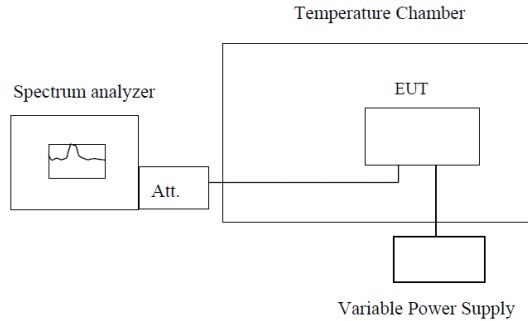 Temperature Chamber
Spectrum analyzer
EUT
Att.
Variable Power Supply